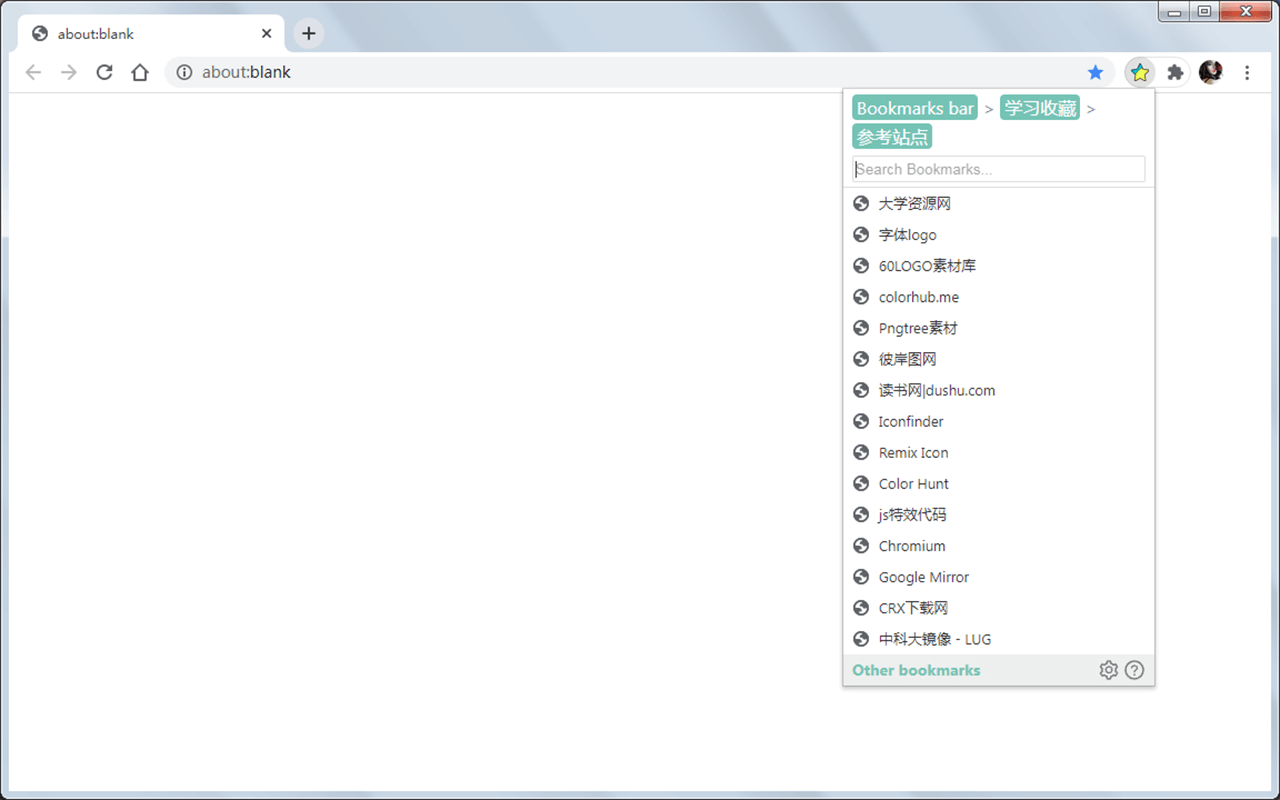 about:blank
about:blank
Bookmarks bar > 学习收藏 >
参考站点
Search Bookmarks...
大学资源网
字体logo
60LOGO素材库
colorhub.me
Pngtree素材
彼岸图网
读书网|dushu.com
Iconfinder
Remix Icon
Color Hunt
js特效代码
Chromium
Google Mirror
CRX下载网
中科大镜像 - LUG
Other bookmarks